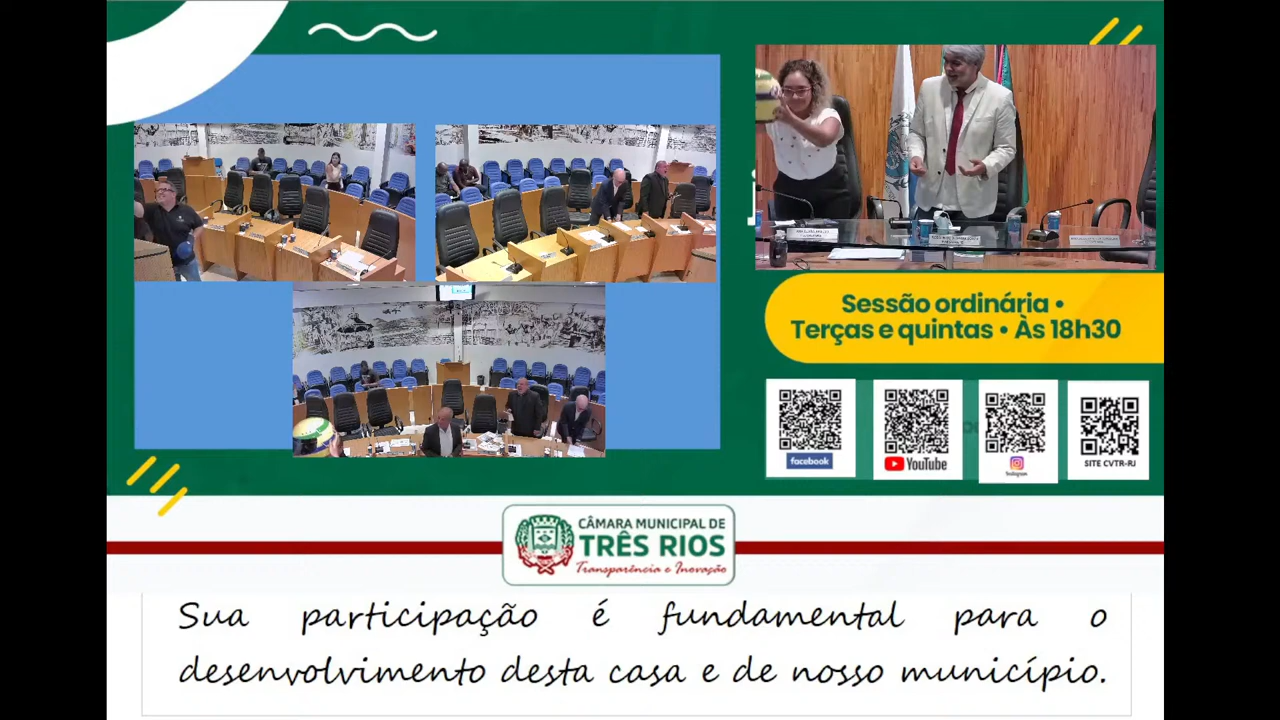 Sessão ordinária •
Terças e quintas • Às 18h30
facebook
YouTube
Instagram
SITE CVTR-RJ
CÂMARA MUNICIPAL DE
TRÊS RIOS
Transparência e Inovação
Sua participação é fundamental para o
desenvolvimento desta casa e de nosso município.